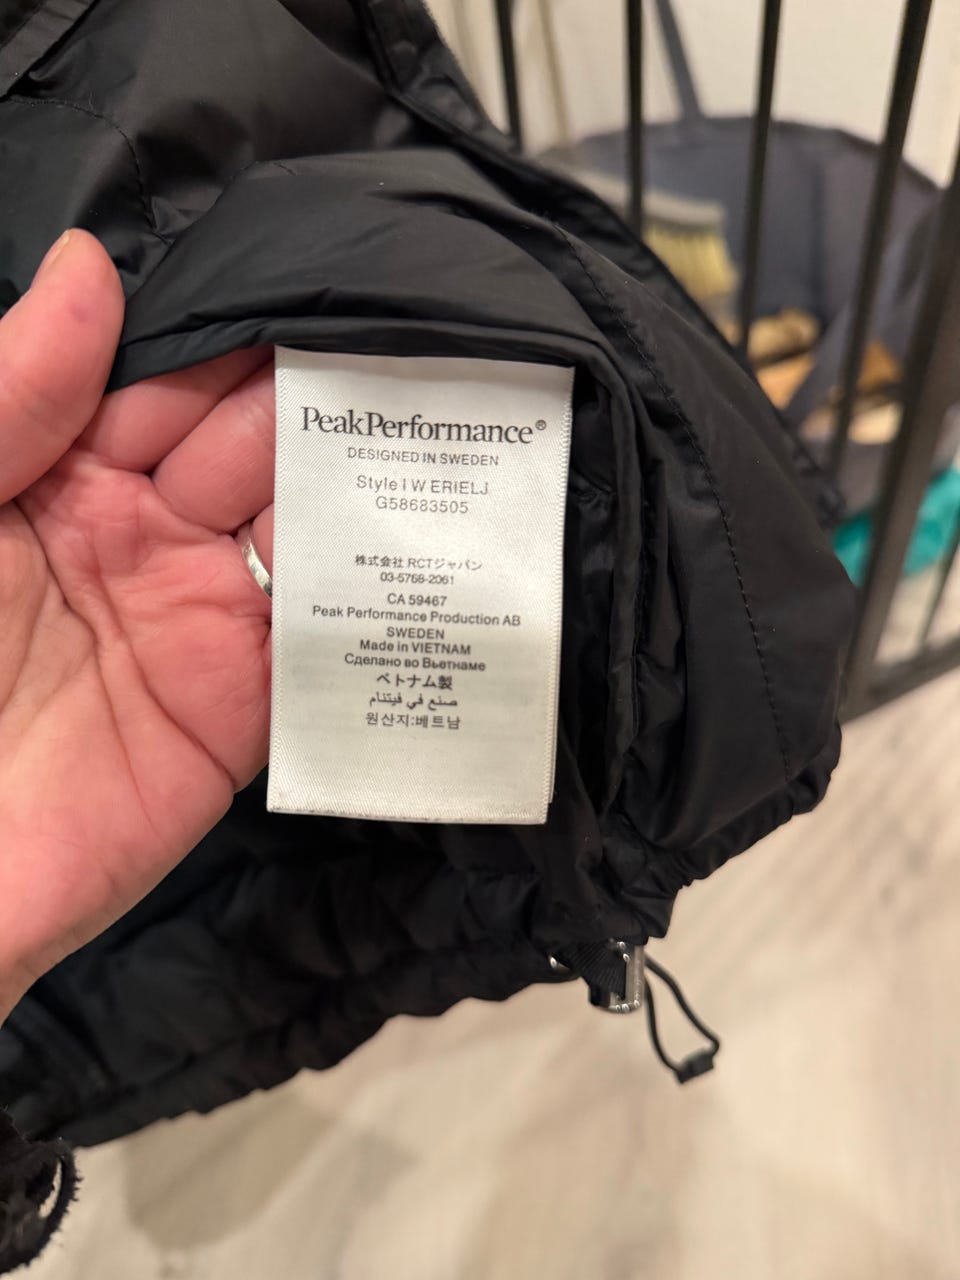 PeakPerformance®
DESIGNED IN SWEDEN
Style I W ERIELJ
G58683505
株式会社 RCTジャパン
03-5768-2061
CA 59467
Peak Performance Production AB
SWEDEN
Made in VIETNAM
Сделано во Вьетнаме
ベトナム製
صنع في فيتنام
원산지:베트남